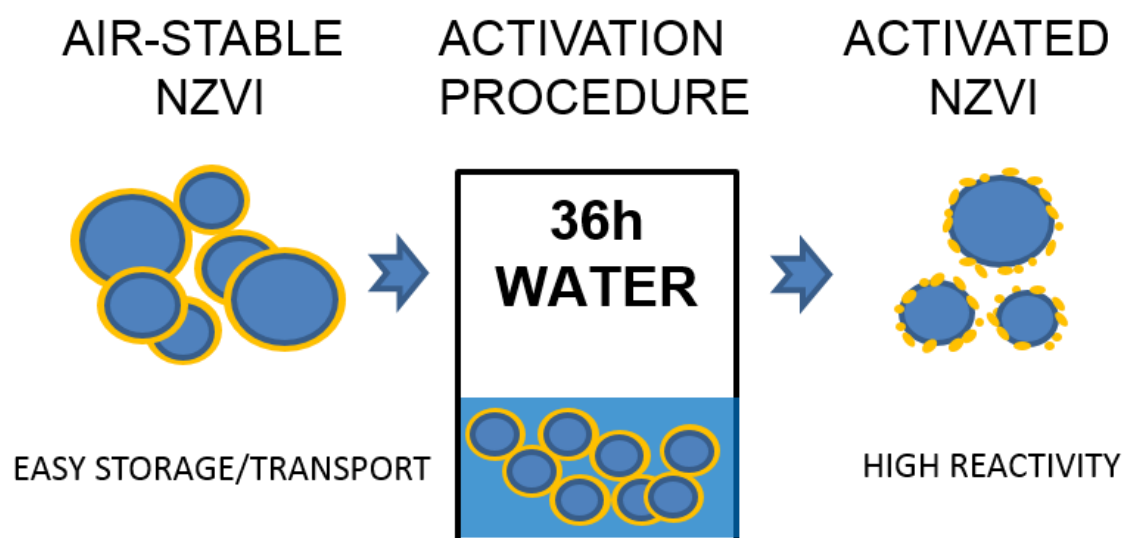 AIR-STABLE
NZVI
ACTIVATION
PROCEDURE
ACTIVATED
NZVI
36h
WATER
EASY STORAGE/TRANSPORT
HIGH REACTIVITY